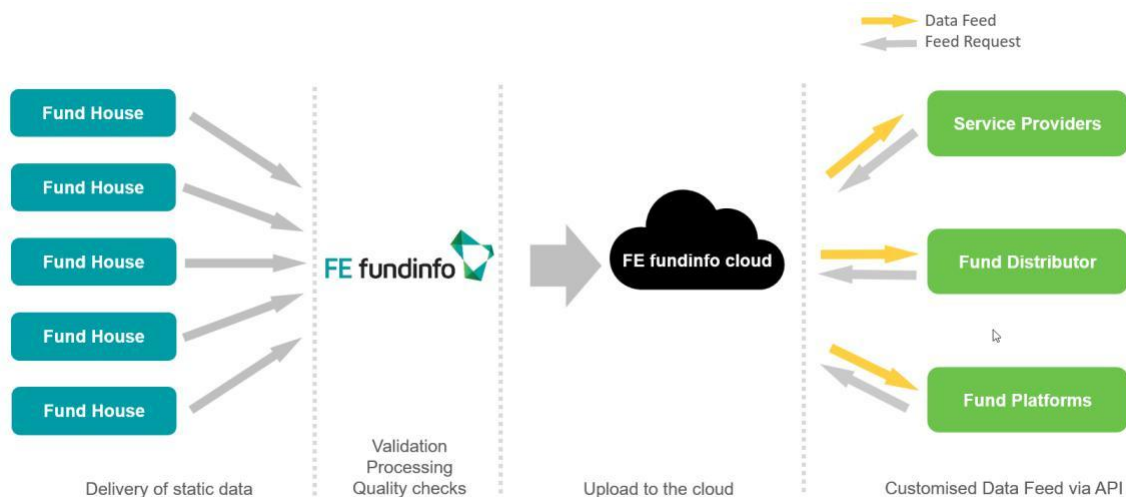 Data Feed
Feed Request
Fund House
Fund House
Fund House
Fund House
Fund House
FE fundinfo
FE fundinfo cloud
Service Providers
Fund Distributor
Fund Platforms
Delivery of static data
Validation
Processing
Quality checks
Upload to the cloud
Customised Data Feed via API